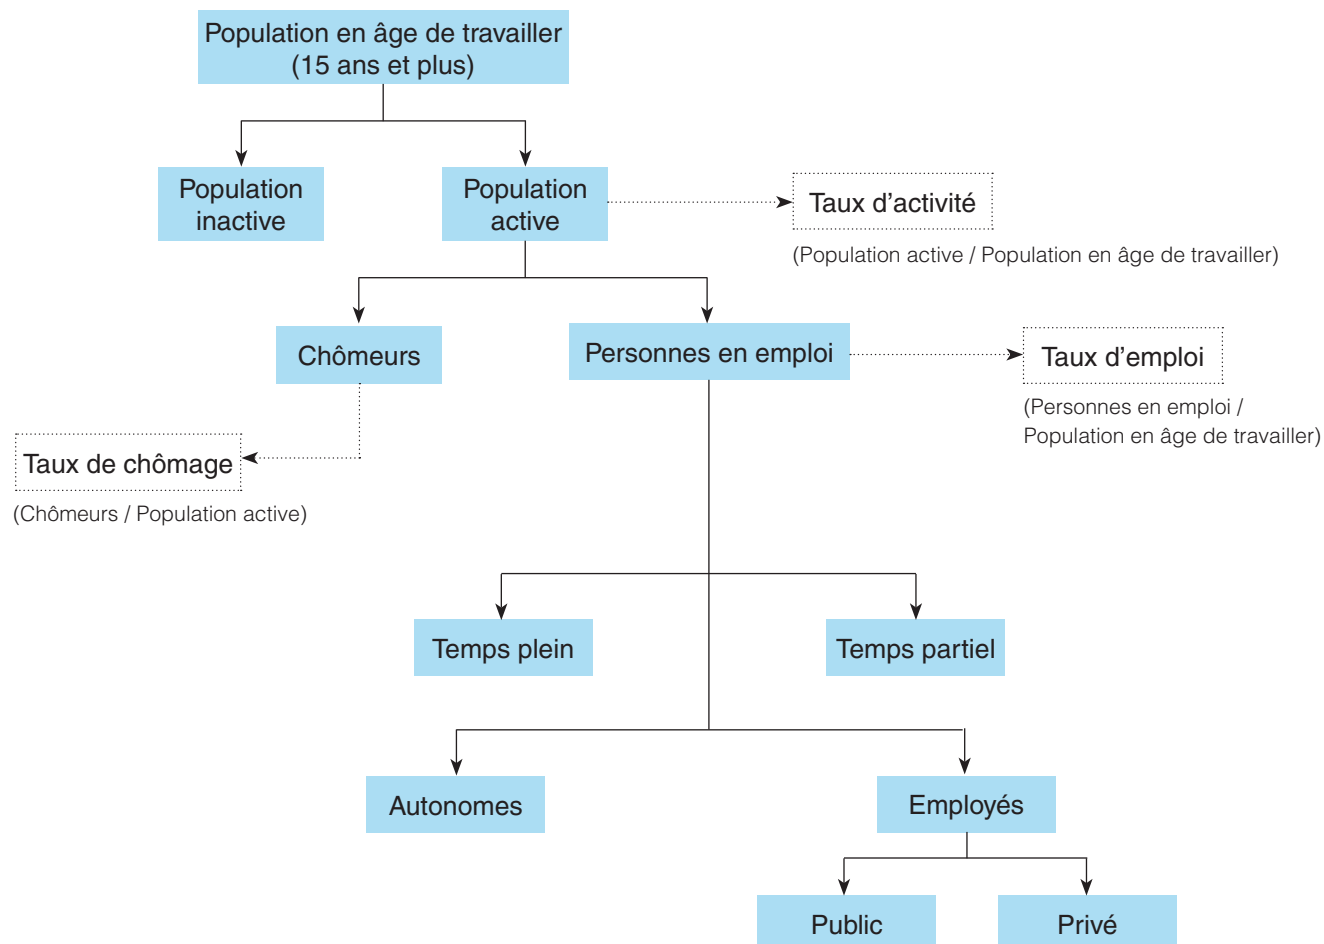 Population en âge de travailler
(15 ans et plus)
Population
inactive
Population
active
Taux d’activité
(Population active / Population en âge de travailler)
Chômeurs
Personnes en emploi
Taux d’emploi
(Personnes en emploi /
Population en âge de travailler)
Taux de chômage
(Chômeurs / Population active)
Temps plein
Temps partiel
Autonomes
Employés
Public
Privé